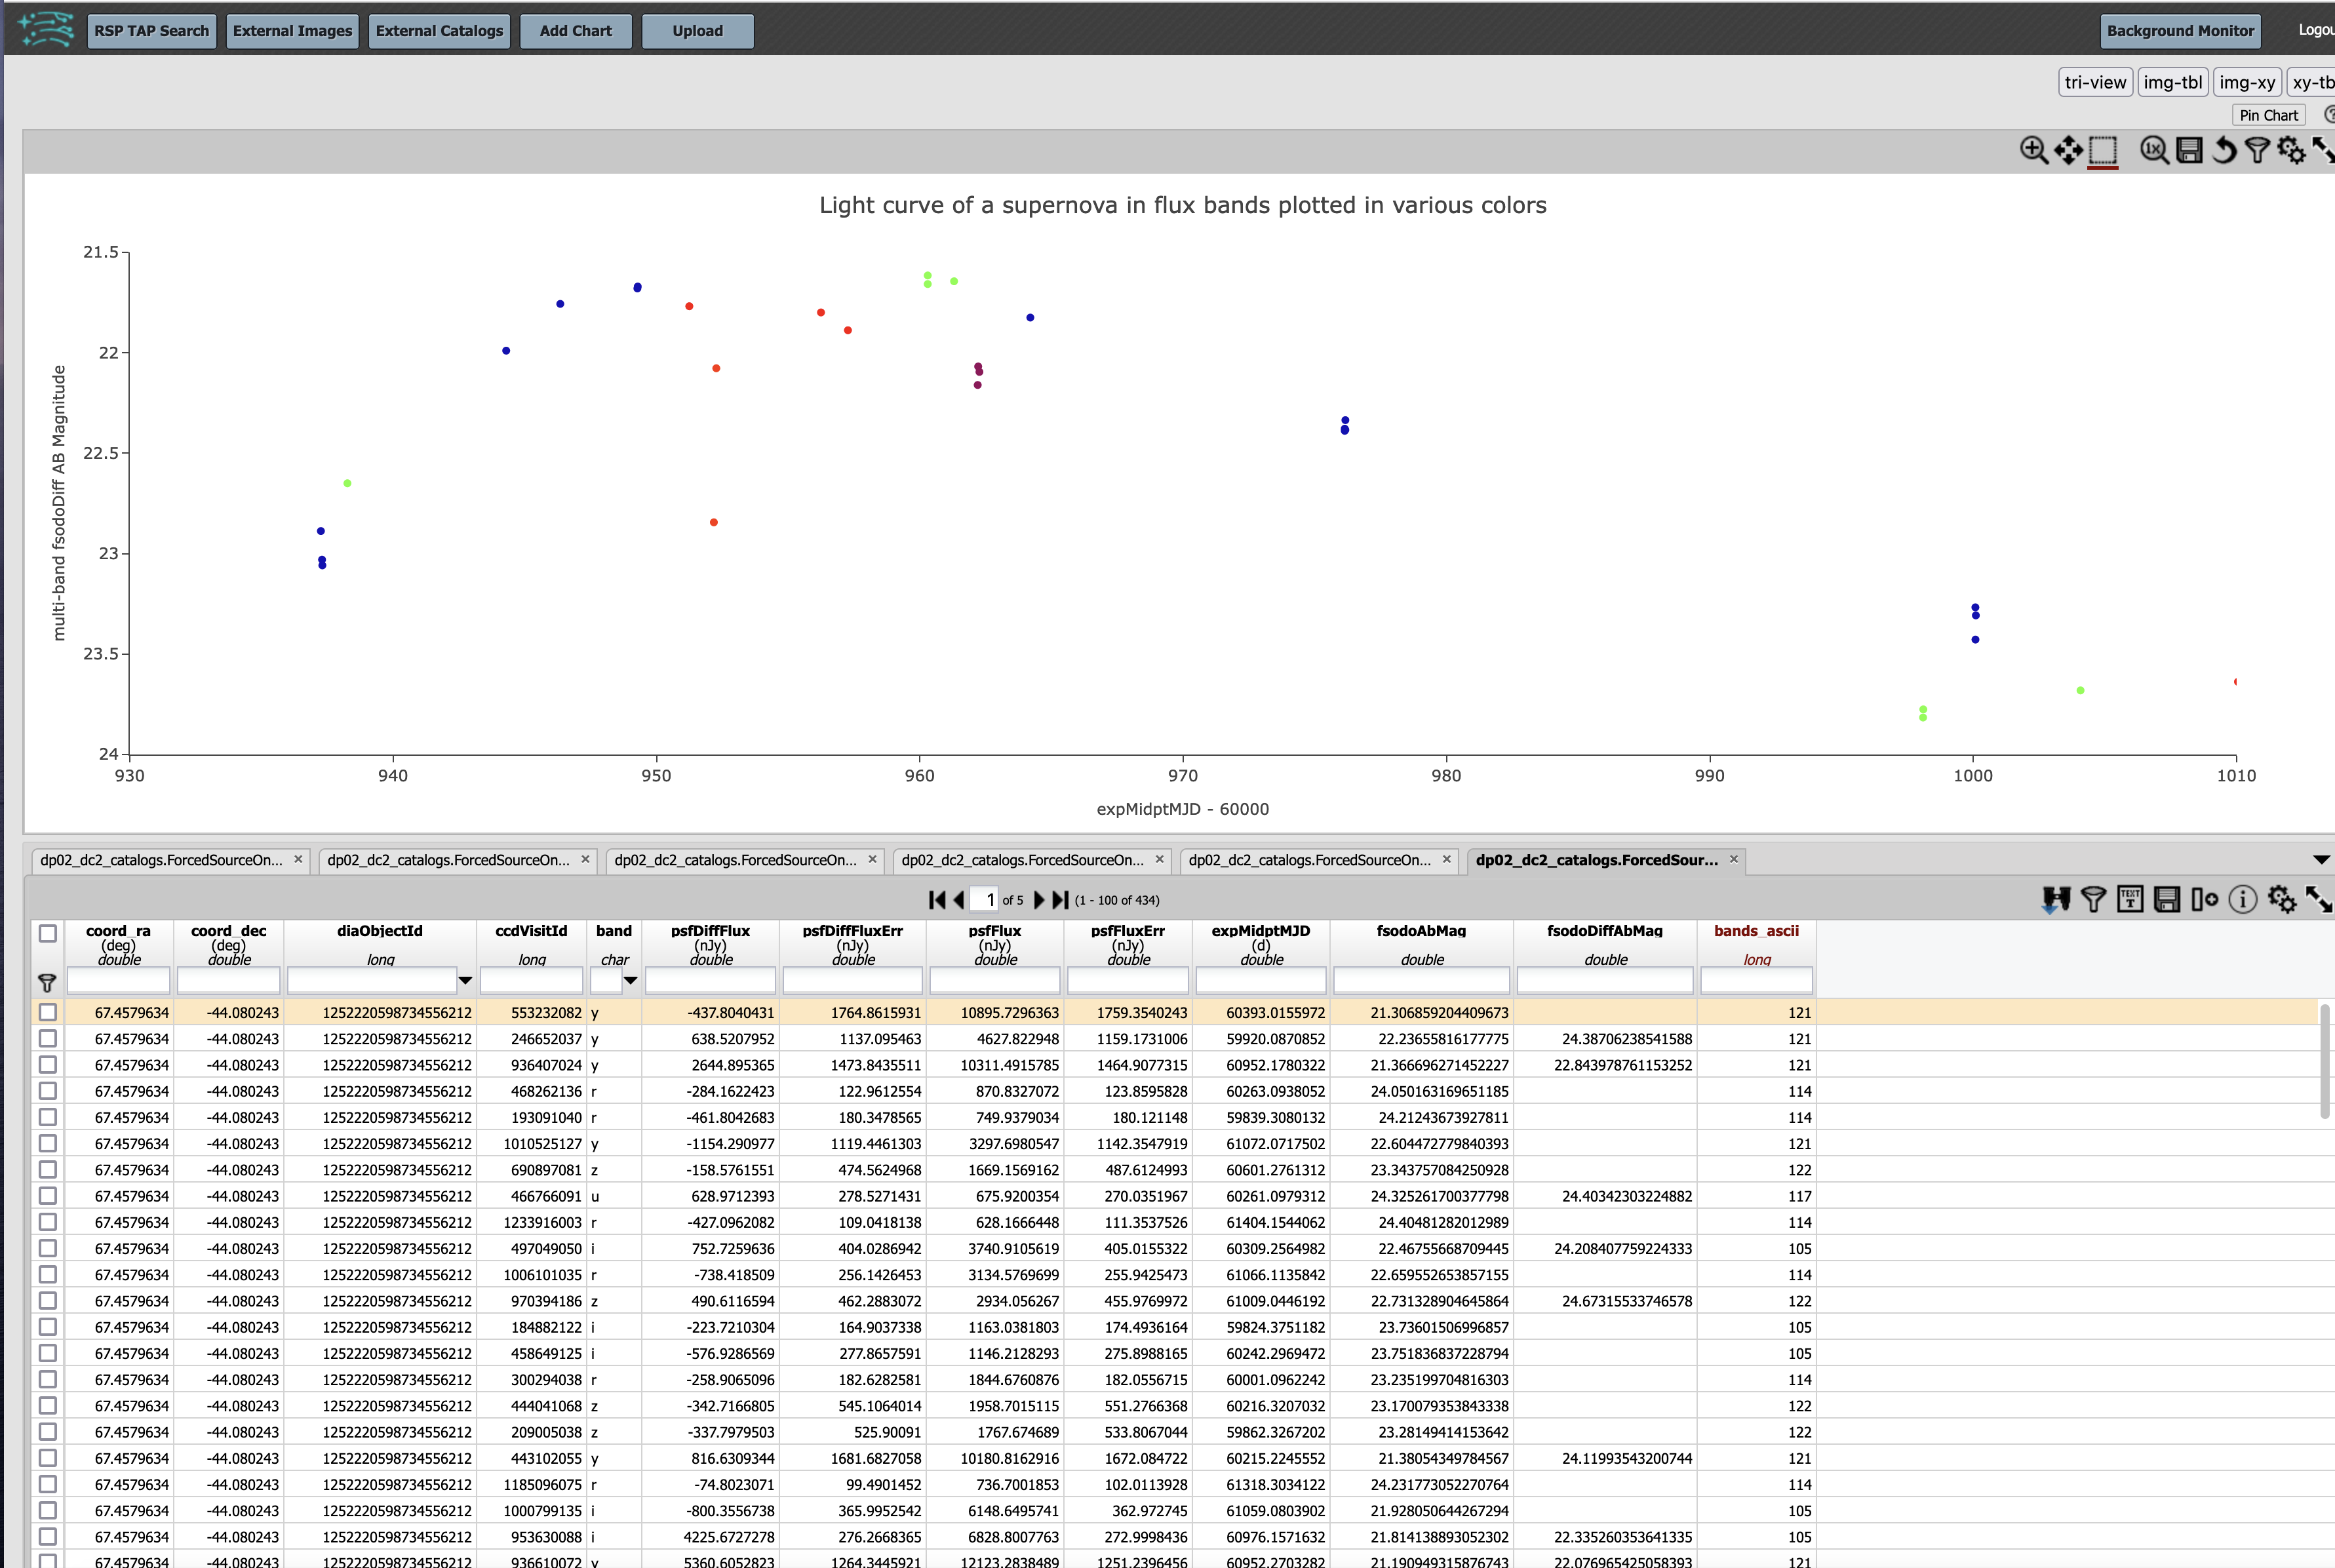 RSP TAP Search External Images External Catalogs Add Chart Upload Background Monitor
tri-view img-tbl img-xy
Pin Chart
Light curve of a supernova in flux bands plotted in various colors
21.5
22
22.5
23
23.5
24
multi-band fsodoDiff AB Magnitude
930 940 950 960 970 980 990 1000 1010
expMidptMJD - 60000
dp02_dc2_catalogs.ForcedSourceOn... × dp02_dc2_catalogs.ForcedSourceOn... × dp02_dc2_catalogs.ForcedSourceOn... × dp02_dc2_catalogs.ForcedSourceOn... × dp02_dc2_catalogs.ForcedSourceOn... × dp02_dc2_catalogs.ForcedSour... ×
1 of 5 (1 - 100 of 434)
coord_ra coord_dec diaObjectId ccdVisitId band psfDiffFlux psfDiffFluxErr psfFlux psfFluxErr expMidptMJD fsodoAbMag fsodoDiffAbMag bands_ascii
(deg) (deg) (nJy) (nJy) (nJy) (nJy) (d)
double double long long char double double double double double double double long
67.4579634 -44.080243 1252220598734556212 553232082 y -437.8040431 1764.8615931 10895.7296363 1759.3540243 60393.0155972 21.306859204409673 121
67.4579634 -44.080243 1252220598734556212 246652037 y 638.5207952 1137.095463 4627.822948 1159.1731006 59920.0870852 22.23655816177775 24.38706238541588 121
67.4579634 -44.080243 1252220598734556212 936407024 y 2644.895365 1473.8435511 10311.4915785 1464.9077315 60952.1780322 21.366696271452227 22.843978761153252 121
67.4579634 -44.080243 1252220598734556212 468262136 r -284.1622423 122.9612554 870.8327072 123.8595828 60263.0938052 24.050163169651185 114
67.4579634 -44.080243 1252220598734556212 193091040 r -461.8042683 180.3478565 749.9379034 180.121148 59839.3080132 24.21243673927811 114
67.4579634 -44.080243 1252220598734556212 1010525127 y -1154.290977 1119.4461303 3297.6980547 1142.3547919 61072.0717502 22.604472779840393 121
67.4579634 -44.080243 1252220598734556212 690897081 z -158.5761551 474.5624968 1669.1569162 487.6124993 60601.2761312 23.343757084250928 122
67.4579634 -44.080243 1252220598734556212 466766091 u 628.9712393 278.5271431 675.9200354 270.0351967 60261.0979312 24.325261700377798 24.40342303224882 117
67.4579634 -44.080243 1252220598734556212 1233916003 r -427.0962082 109.0418138 628.1666448 111.3537526 61404.1544062 24.40481282012989 114
67.4579634 -44.080243 1252220598734556212 497049050 i 752.7259636 404.0286942 3740.9105619 405.0155322 60309.2564982 22.46755668709445 24.208407759224333 105
67.4579634 -44.080243 1252220598734556212 1006101035 r -738.418509 256.1426453 3134.5769699 255.9425473 61066.1135842 22.659552653857155 114
67.4579634 -44.080243 1252220598734556212 970394186 z 490.6116594 462.2883072 2934.056267 455.9769972 61009.0446192 22.731328904645864 24.67315533746578 122
67.4579634 -44.080243 1252220598734556212 184882122 i -223.7210304 164.9037338 1163.0381803 174.4936164 59824.3751182 23.73601506996857 105
67.4579634 -44.080243 1252220598734556212 458649125 i -576.9286569 277.8657591 1146.2128293 275.8988165 60242.2969472 23.751836837228794 105
67.4579634 -44.080243 1252220598734556212 300294038 r -258.9065096 182.6282581 1844.6760876 182.0556715 60001.0962242 23.235199704816303 114
67.4579634 -44.080243 1252220598734556212 444041068 z -342.7166805 545.1064014 1958.7015115 551.2766368 60216.3207032 23.170079353843338 122
67.4579634 -44.080243 1252220598734556212 209005038 z -337.7979503 525.90091 1767.674689 533.8067044 59862.3267202 23.28149414153642 122
67.4579634 -44.080243 1252220598734556212 443102055 y 816.6309344 1681.6827058 10180.8162916 1672.084722 60215.2245552 21.38054349784567 24.11993543200744 121
67.4579634 -44.080243 1252220598734556212 1185096075 r -74.8023071 99.4901452 736.7001853 102.0113928 61318.3034122 24.231773052270764 114
67.4579634 -44.080243 1252220598734556212 1000799135 i -800.3556738 365.9952542 6148.6495741 362.972745 61059.0803902 21.928050644267294 105
67.4579634 -44.080243 1252220598734556212 953630088 i 4225.6727278 276.2668365 6828.8007763 272.9998436 60976.1571632 21.814138893052302 22.335260353641335 105
67.4579634 -44.080243 1252220598734556212 936610072 y 5360.6052823 1264.3445921 12123.2838489 1251.2396456 60952.2703282 21.190949315876743 22.076965425058393 121